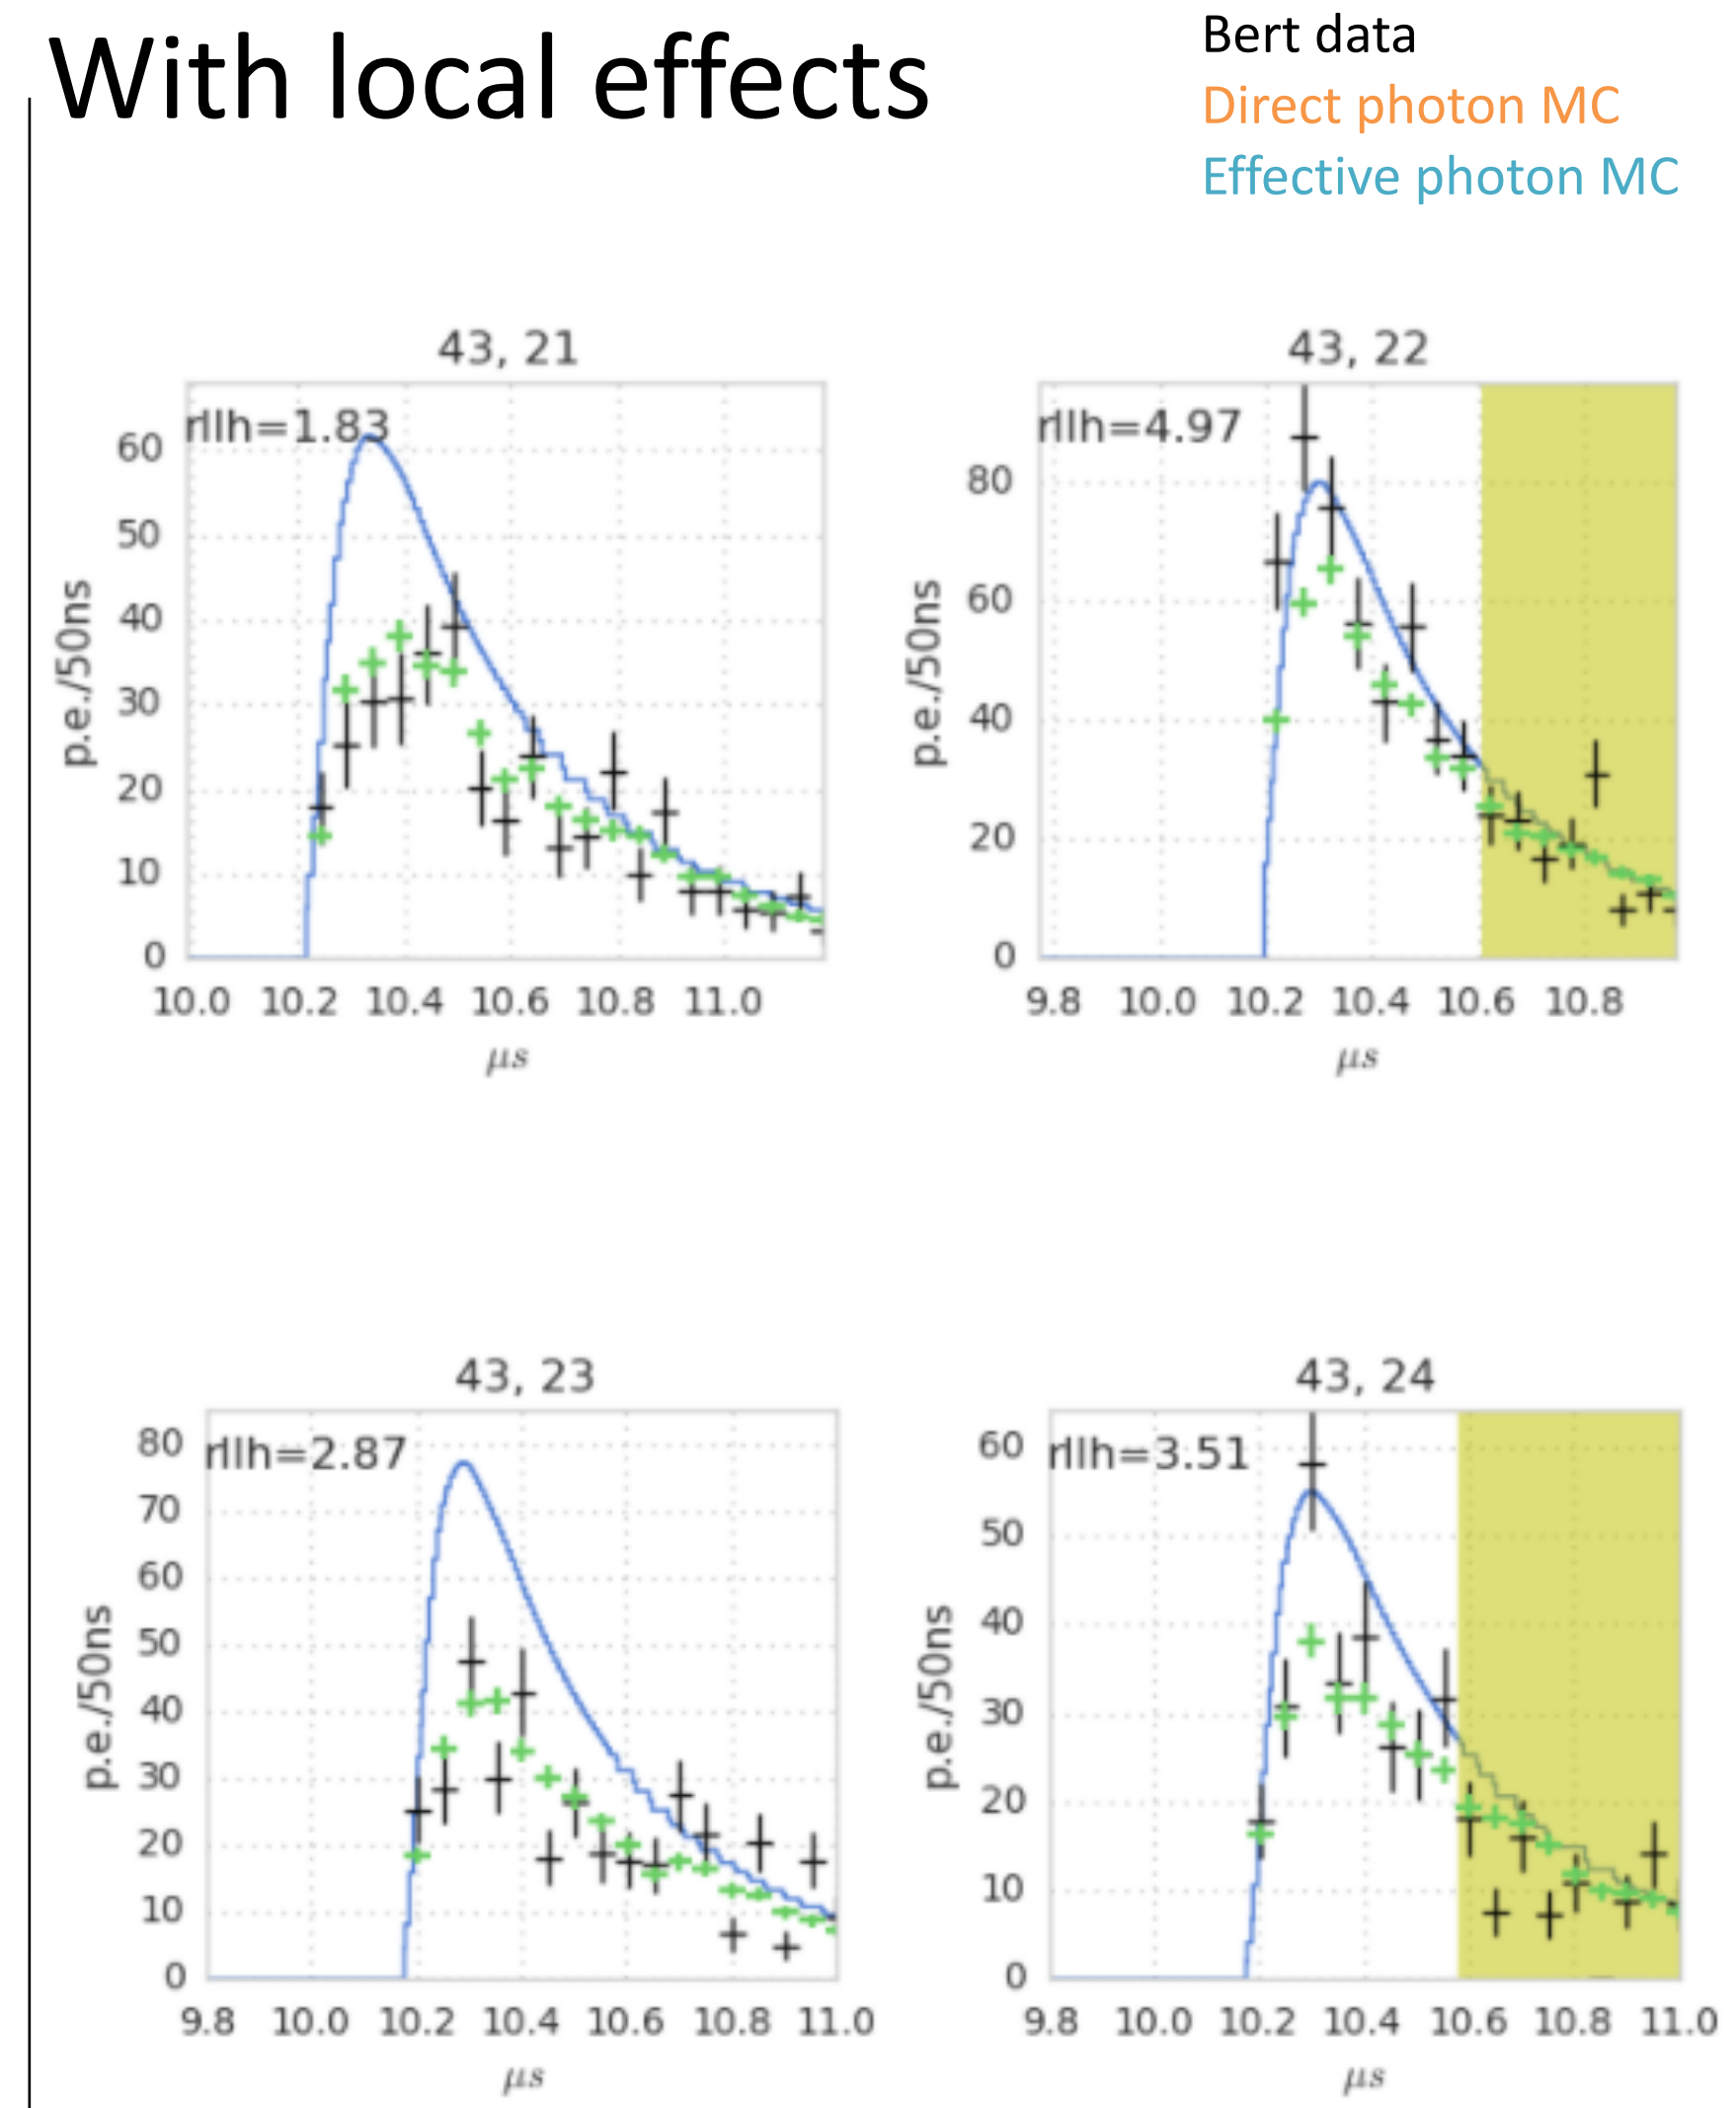 With local effects
Bert data
Direct photon MC
Effective photon MC
43, 21
rllh=1.83
60
50
40
30
20
10
0
p.e./50ns
10.0 10.2 10.4 10.6 10.8 11.0
μs
43, 22
rllh=4.97
80
60
40
20
0
p.e./50ns
9.8 10.0 10.2 10.4 10.6 10.8
μs
43, 23
rllh=2.87
80
70
60
50
40
30
20
10
0
p.e./50ns
9.8 10.0 10.2 10.4 10.6 10.8 11.0
μs
43, 24
rllh=3.51
60
50
40
30
20
10
0
p.e./50ns
9.8 10.0 10.2 10.4 10.6 10.8 11.0
μs